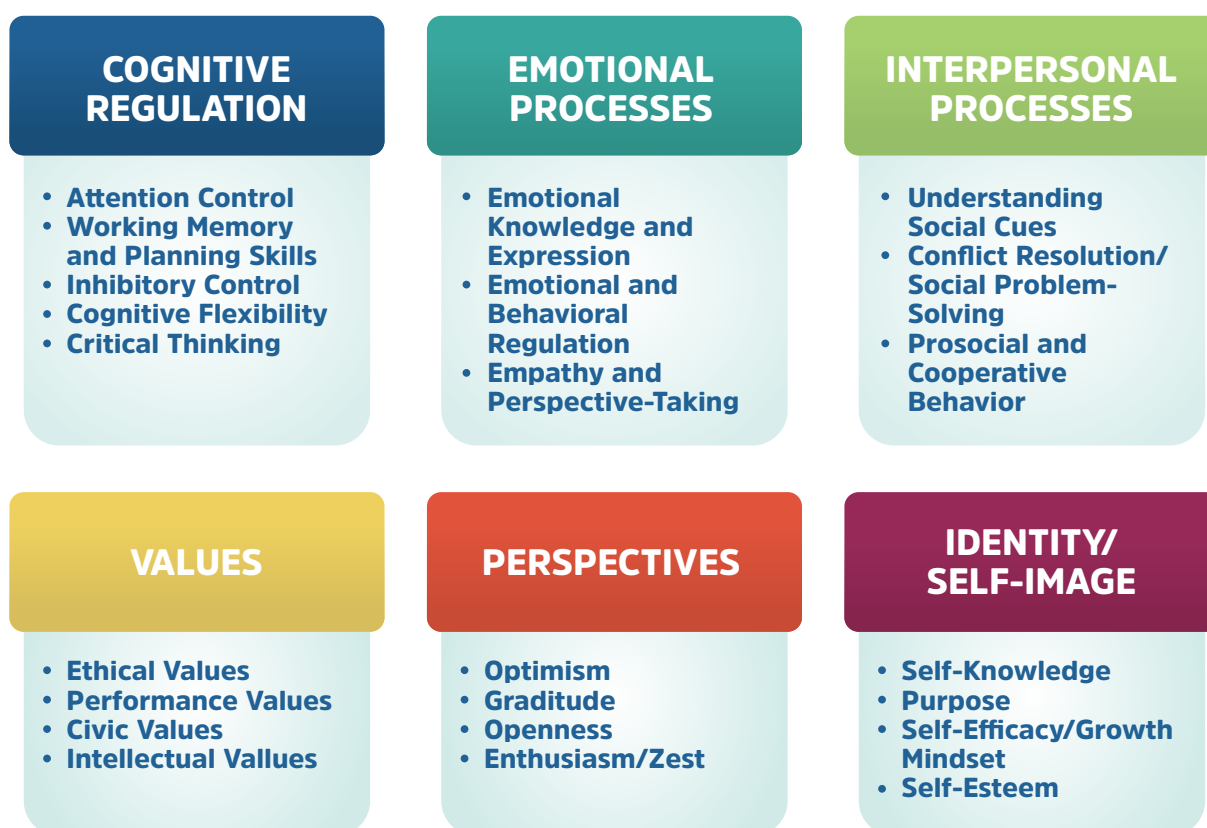 COGNITIVE
REGULATION
• Attention Control
• Working Memory
and Planning Skills
• Inhibitory Control
• Cognitive Flexibility
• Critical Thinking
EMOTIONAL
PROCESSES
• Emotional
Knowledge and
Expression
• Emotional and
Behavioral
Regulation
• Empathy and
Perspective-Taking
INTERPERSONAL
PROCESSES
• Understanding
Social Cues
• Conflict Resolution/
Social Problem-
Solving
• Prosocial and
Cooperative
Behavior
VALUES
• Ethical Values
• Performance Values
• Civic Values
• Intellectual Vallues
PERSPECTIVES
• Optimism
• Graditude
• Openness
• Enthusiasm/Zest
IDENTITY/
SELF-IMAGE
• Self-Knowledge
• Purpose
• Self-Efficacy/Growth
Mindset
• Self-Esteem